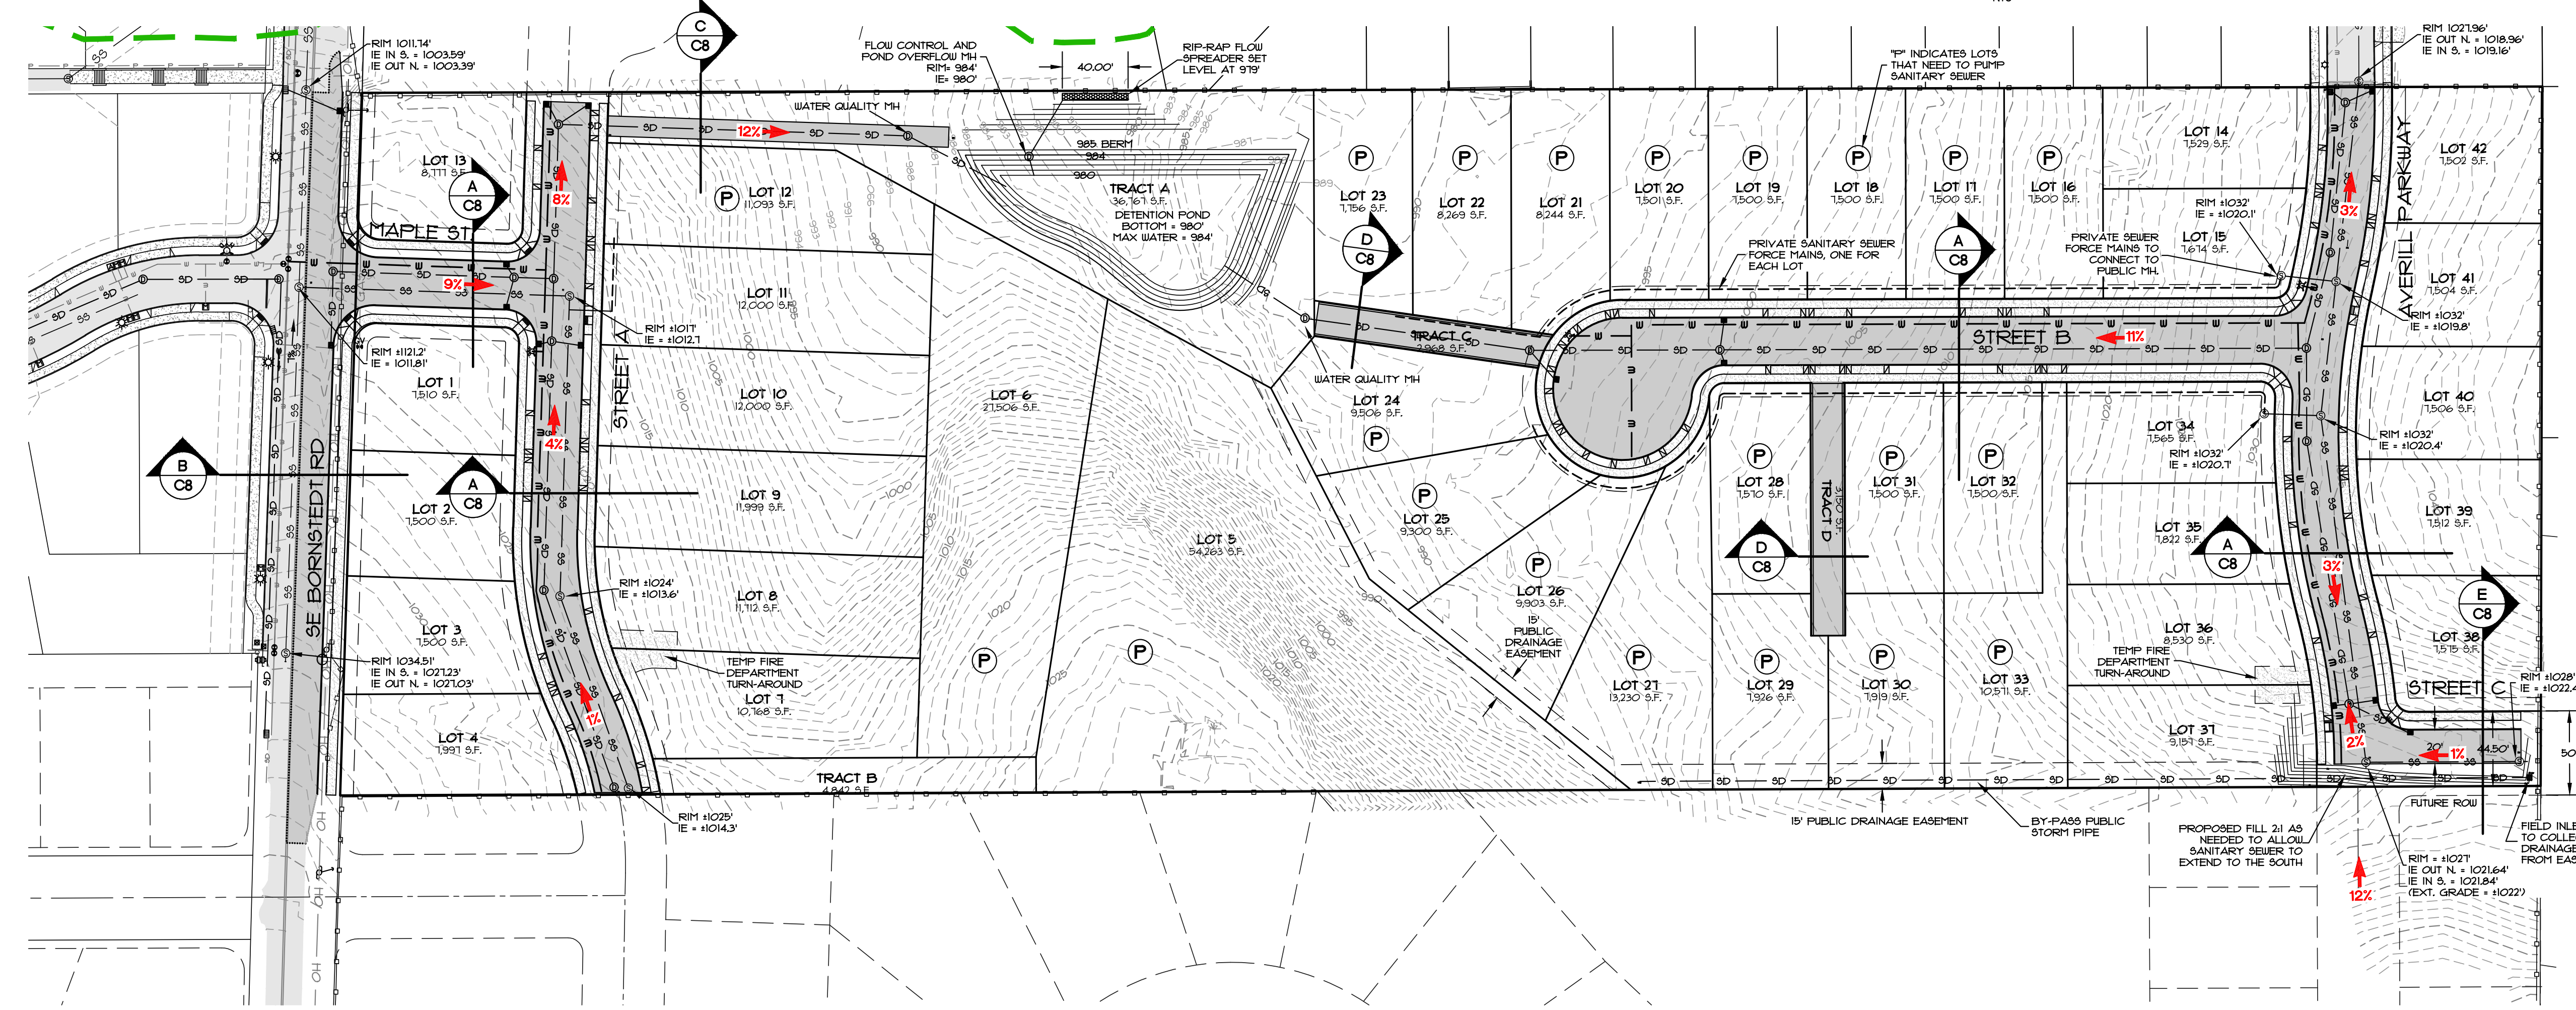 C
C8
RIM 1011.74'
IE IN S. = 1003.59'
IE OUT N. = 1003.39'
FLOW CONTROL AND
POND OVERFLOW MH
RIM= 984'
IE= 980'
40.00'
RIP-RAP FLOW
SPREADER SET
LEVEL AT 979'
"P" INDICATES LOTS
THAT NEED TO PUMP
SANITARY SEWER
RIM 1027.96'
IE OUT N. = 1018.96'
IE IN S. = 1019.16'
WATER QUALITY MH
12%
985 BERM
984
980
TRACT A
36,767 S.F.
DETENTION POND
BOTTOM = 980'
MAX WATER = 984'
LOT 13
8,777 S.F.
A
C8
8%
MAPLE ST.
9%
P
LOT 12
11,093 S.F.
LOT 11
12,000 S.F.
RIM ±1017'
IE = ±1012.7'
P
LOT 23
7,756 S.F.
P
LOT 22
8,269 S.F.
P
LOT 21
8,244 S.F.
P
LOT 20
7,501 S.F.
P
LOT 19
7,500 S.F.
P
LOT 18
7,500 S.F.
P
LOT 17
7,500 S.F.
P
LOT 16
7,500 S.F.
LOT 14
7,529 S.F.
LOT 15
7,674 S.F.
RIM ±1032'
IE = ±1020.1'
PRIVATE SEWER
FORCE MAINS TO
CONNECT TO
PUBLIC MH.
PRIVATE SANITARY SEWER
FORCE MAINS, ONE FOR
EACH LOT
D
C8
A
C8
3%
AVERILL PARKWAY
LOT 42
7,502 S.F.
LOT 41
7,504 S.F.
RIM ±1032'
IE = ±1019.8'
RIM ±1121.2'
IE = 1011.81'
LOT 1
7,510 S.F.
STREET A
4%
LOT 10
12,000 S.F.
LOT 6
27,506 S.F.
WATER QUALITY MH
TRACT C
2,968 S.F.
STREET B
11%
LOT 24
9,506 S.F.
P
LOT 40
7,506 S.F.
LOT 34
7,565 S.F.
RIM ±1032'
IE = ±1020.7'
RIM ±1032'
IE = ±1020.4'
B
C8
SE BORNSTEDT RD
LOT 2
7,500 S.F.
A
C8
LOT 9
11,999 S.F.
LOT 5
54,263 S.F.
P
LOT 25
9,300 S.F.
P
LOT 28
7,570 S.F.
TRACT D
3,150 S.F.
P
LOT 31
7,500 S.F.
P
LOT 32
7,500 S.F.
D
C8
LOT 35
7,822 S.F.
A
C8
LOT 39
7,512 S.F.
3%
E
C8
RIM ±1024'
IE = ±1013.6'
LOT 8
11,712 S.F.
P
LOT 26
9,903 S.F.
15'
PUBLIC
DRAINAGE
EASEMENT
LOT 3
7,500 S.F.
RIM 1034.51'
IE IN S. = 1027.23'
IE OUT N. = 1027.03'
TEMP FIRE
DEPARTMENT
TURN-AROUND
LOT 7
10,768 S.F.
P
P
P
LOT 27
13,230 S.F.
P
LOT 29
7,926 S.F.
P
LOT 30
7,919 S.F.
P
LOT 33
10,571 S.F.
LOT 36
8,530 S.F.
TEMP FIRE
DEPARTMENT
TURN-AROUND
LOT 38
7,575 S.F.
STREET C
RIM ±1028'
IE = ±1022.4
LOT 4
7,997 S.F.
1%
LOT 37
9,157 S.F.
2%
20'
1%
44.50'
50
TRACT B
4,842 S.F.
RIM ±1025'
IE = ±1014.3'
15' PUBLIC DRAINAGE EASEMENT
BY-PASS PUBLIC
STORM PIPE
FUTURE ROW
PROPOSED FILL 2:1 AS
NEEDED TO ALLOW
SANITARY SEWER TO
EXTEND TO THE SOUTH
RIM = ±1027'
IE OUT N. = 1021.64'
IE IN S. = 1021.84'
(EXT. GRADE = ±1022')
FIELD INLE
TO COLLE
DRAINAGE
FROM EAS
12%